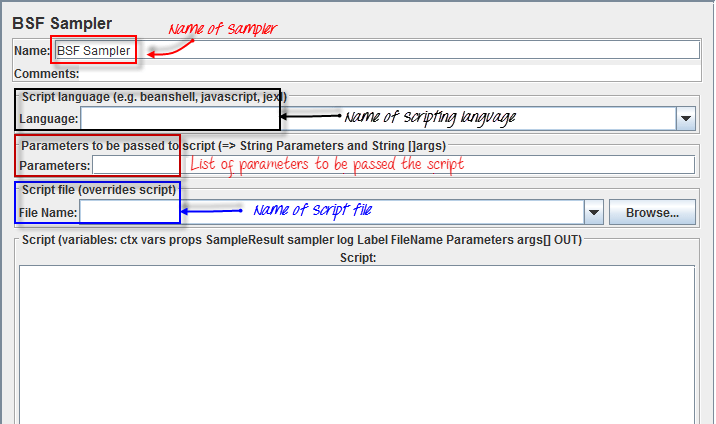 BSF Sampler
Name of sampler
Name: BSF Sampler
Comments:
Script language (e.g. beanshell, javascript, jexl)
Language: Name of scripting language
Parameters to be passed to script (=> String Parameters and String []args)
Parameters: List of parameters to be passed the script
Script file (overrides script)
File Name: Name of script file Browse...
Script (variables: ctx vars props SampleResult sampler log Label FileName Parameters args[] OUT)
Script: